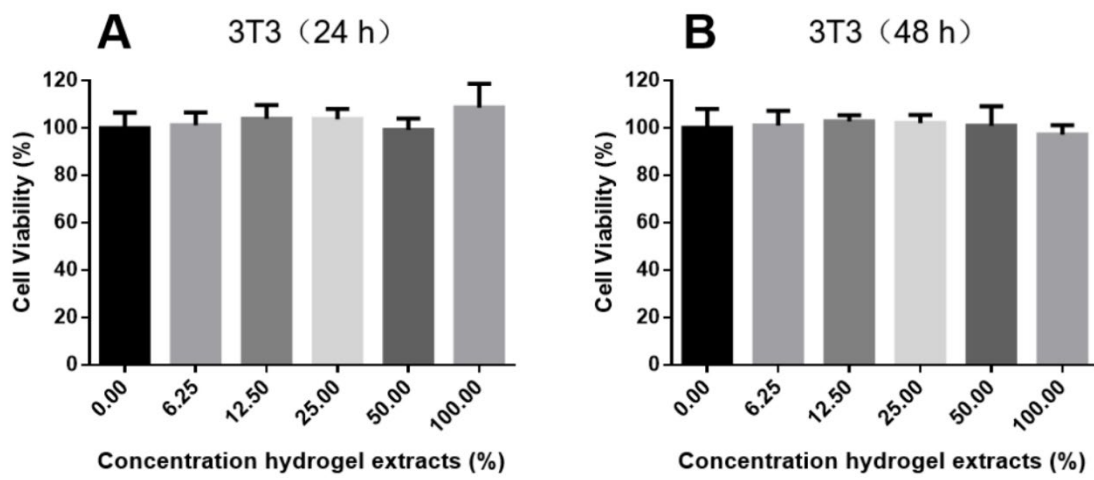 A 3T3（24 h）
Cell Viability (%)
120
100
80
60
40
20
0
0.00 6.25 12.50 25.00 50.00 100.00
Concentration hydrogel extracts (%)
B 3T3（48 h）
Cell Viability (%)
120
100
80
60
40
20
0
0.00 6.25 12.50 25.00 50.00 100.00
Concentration hydrogel extracts (%)